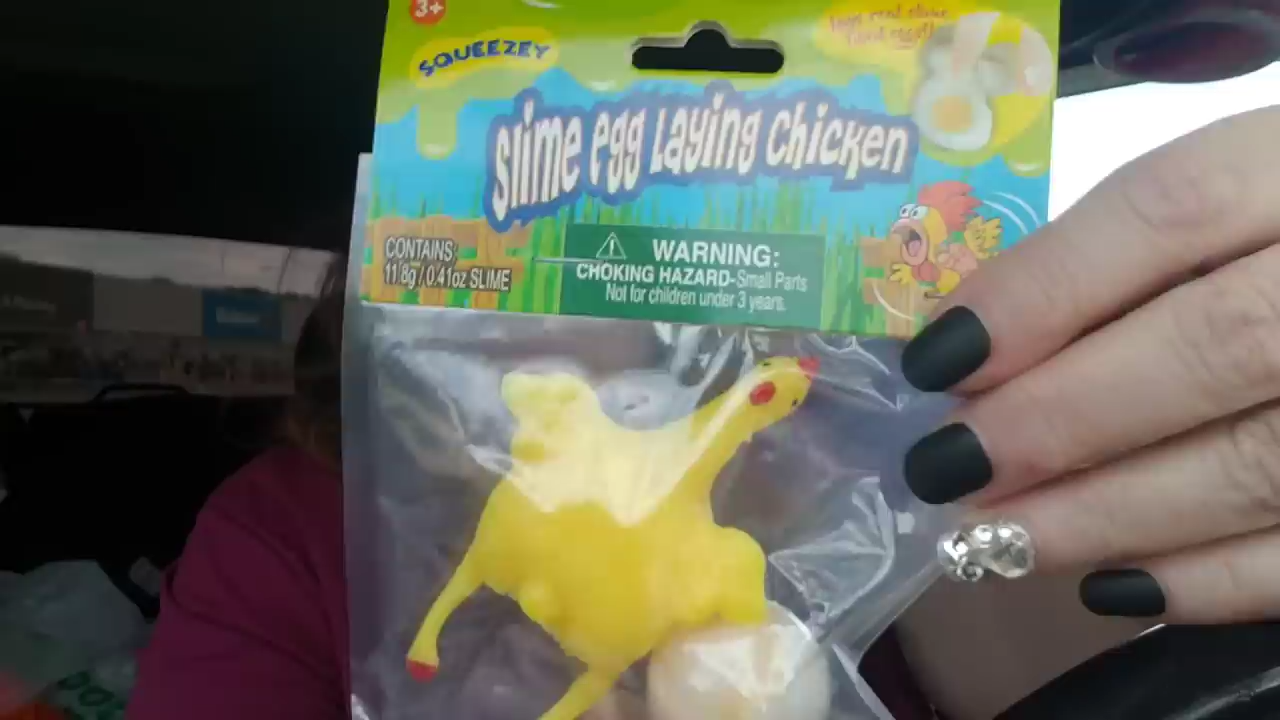 3+
SQUEEZEY
Slime Egg Laying Chicken
CONTAINS:
11.8g / 0.41oz SLIME
WARNING:
CHOKING HAZARD-Small Parts
Not for children under 3 years.